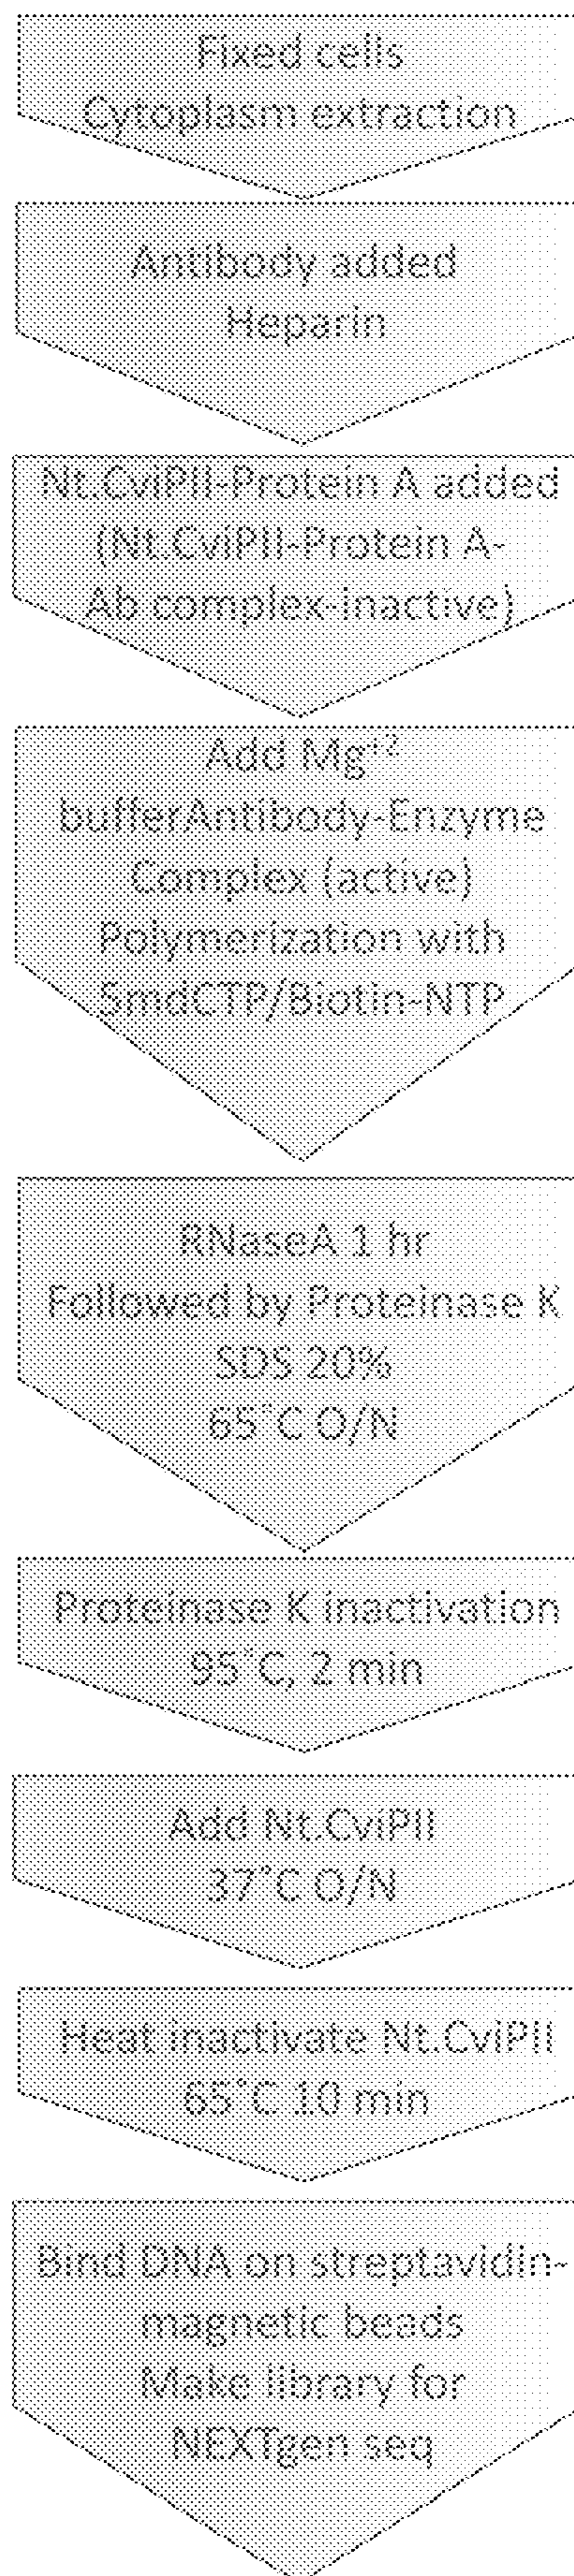 Fixed cells
Cytoplasm extraction
Antibody added
Heparin
Nt.CviPII-Protein A added
(Nt.CviPII-Protein A-
Ab complex-inactive)
Add Mg⁺²
bufferAntibody-Enzyme
Complex (active)
Polymerization with
5mdCTP/Biotin-NTP
RNaseA 1 hr
Followed by Proteinase K
SDS 20%
65°C O/N
Proteinase K inactivation
95°C, 2 min
Add Nt.CviPII
37°C O/N
Heat inactivate Nt.CviPII
65°C 10 min
Bind DNA on streptavidin-
magnetic beads
Make library for
NEXTgen seq